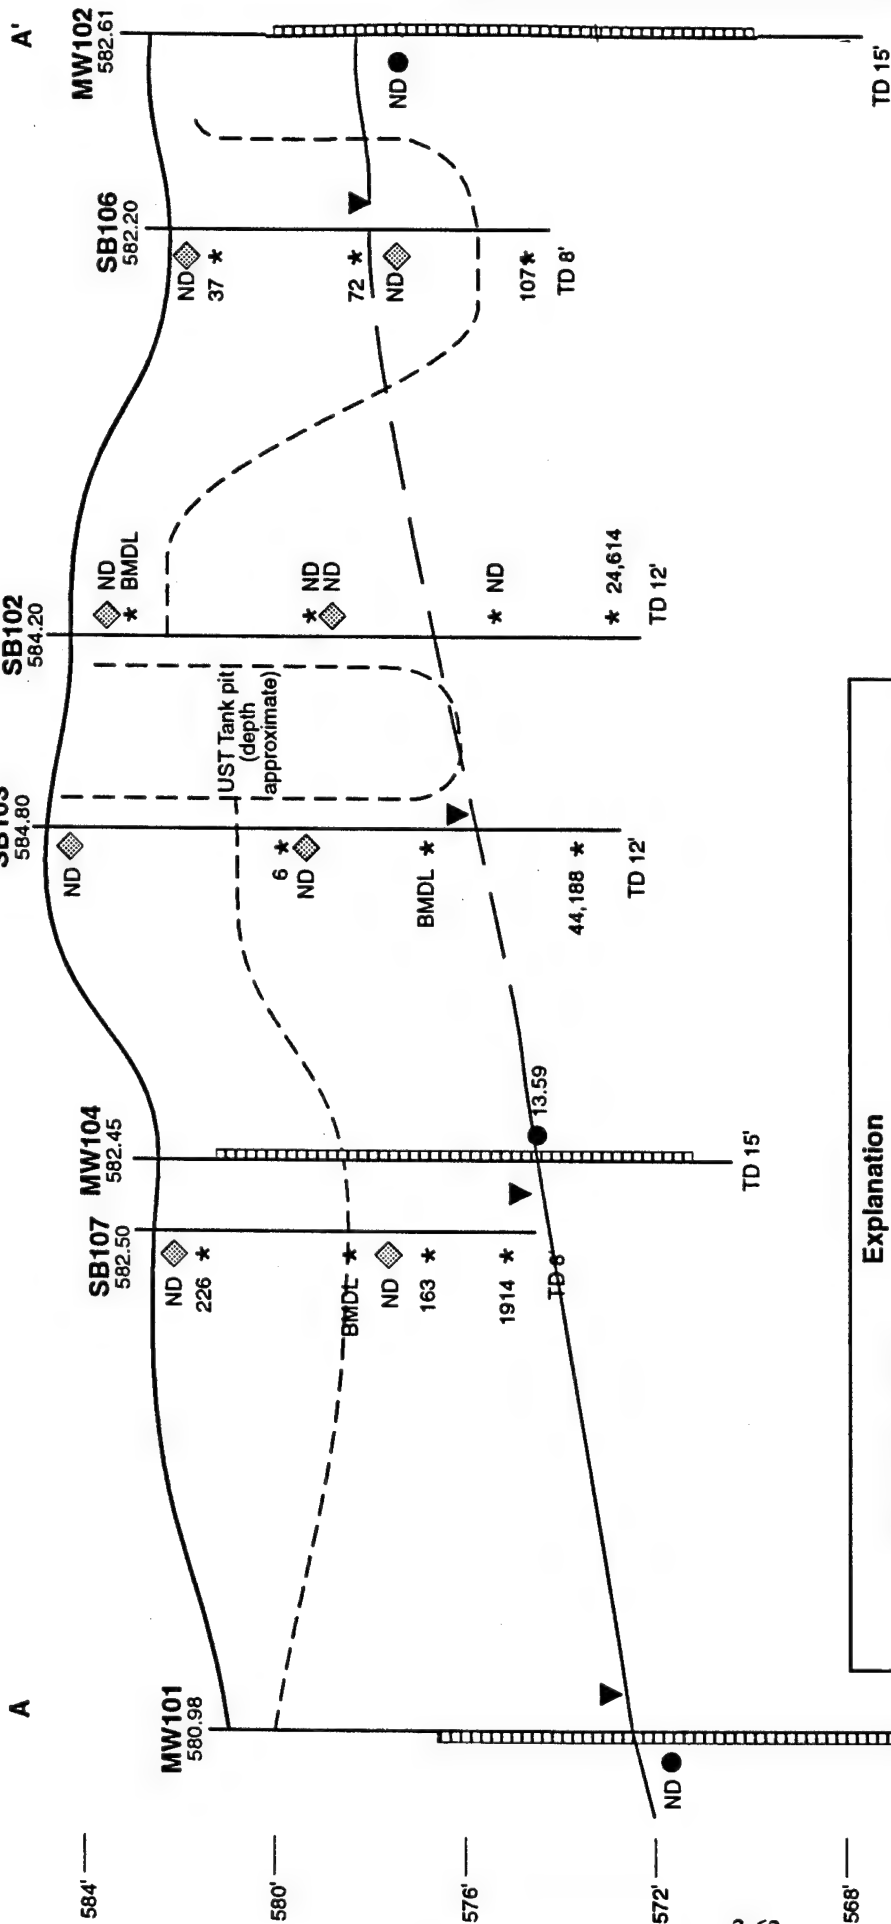 A
A'
MW101
580.98
SB107
582.50
MW104
582.45
SB103
584.80
SB102
584.20
SB106
582.20
MW102
582.61
584'
580'
576'
572'
568'
ND
ND
226
BMDL
ND
163
1914
TD 8'
13.59
TD 15'
ND
6
ND
BMDL
44,188
TD 12'
UST Tank pit
(depth
approximate)
ND
BMDL
ND
ND
ND
24,614
TD 12'
ND
37
72
ND
107
TD 8'
ND
TD 15'
Explanation